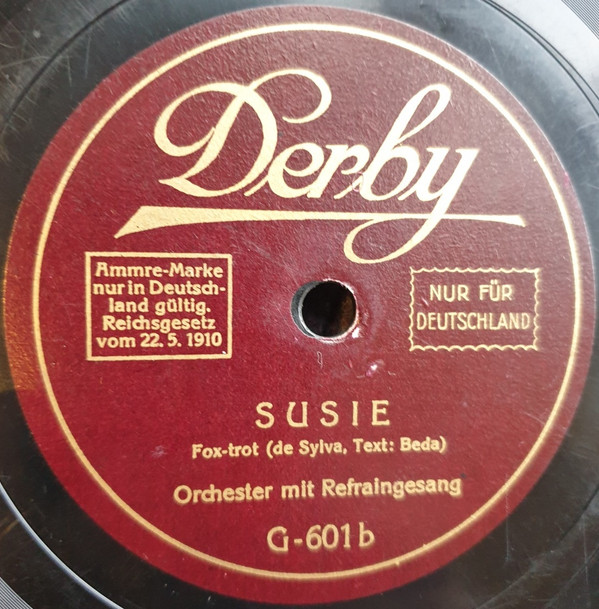 Derby
Ammre-Marke
nur in Deutsch-
land gültig.
Reichsgesetz
vom 22. 5. 1910
NUR FÜR
DEUTSCHLAND
SUSIE
Fox-trot (de Sylva, Text: Beda)
Orchester mit Refraingesang
G-601b